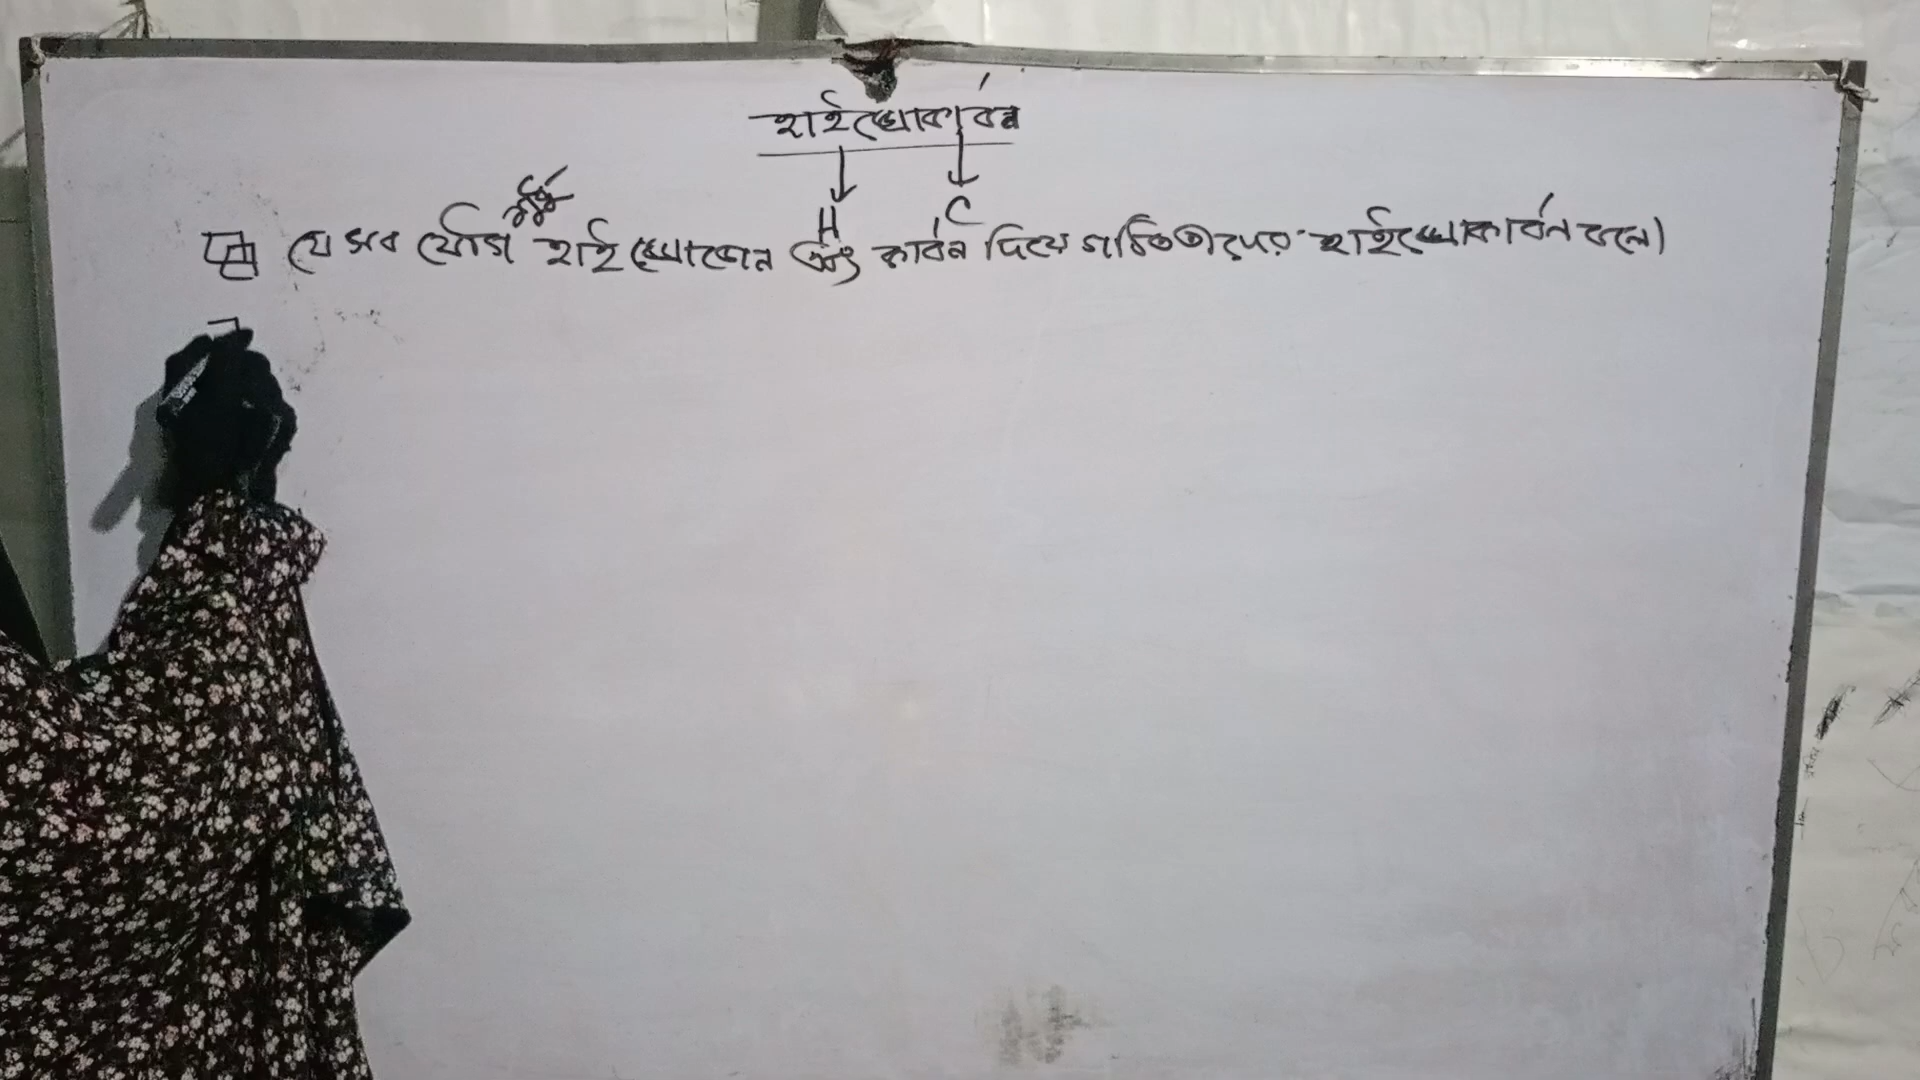 হাইড্রোকার্বন
H C
যে সব যৌগ শুধু হাইড্রোজেন এবং কার্বন দিয়ে গঠিত তাদের হাইড্রোকার্বন বলে।